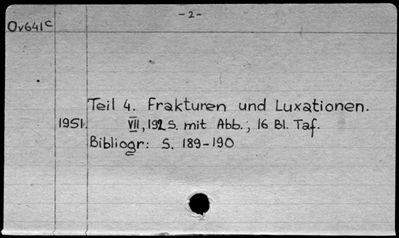 -2-
Ov641c
Teil 4. Frakturen und Luxationen.
1951. VII, 192 S. mit Abb.; 16 Bl. Taf.
Bibliogr: S. 189-190